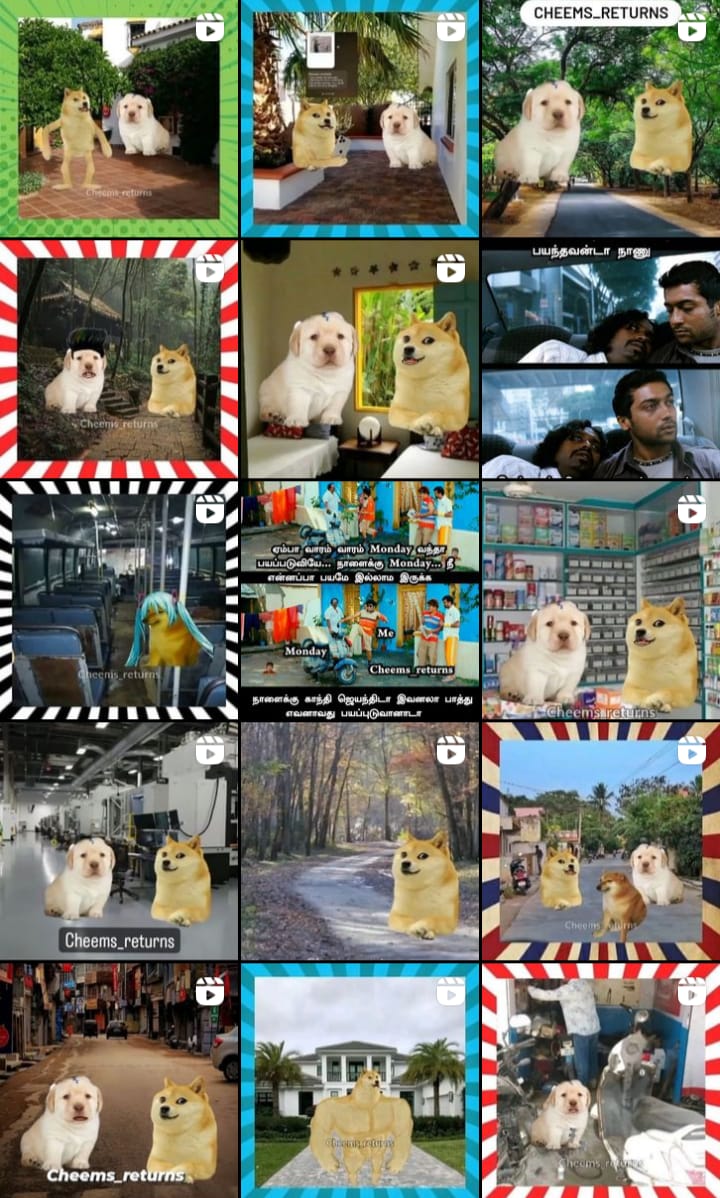 CHEEMS_RETURNS
Cheems_returns
பயந்தவன்டா நாணு
Cheems_returns
Cheems_returns
ஏம்பா வாரம் வாரம் Monday வந்தா
பயப்படுவியே... நாளைக்கு Monday... நீ
என்னப்பா பயமே இல்லாம இருக்க
Me
Monday
Cheems_returns
நாளைக்கு காந்தி ஜெயந்திடா இவனலா பாத்து
எவனாவது பயப்புடுவானாடா
Cheems_returns
Cheems_returns
Cheems_returns
Cheems_returns
Cheems_returns
Cheems_returns